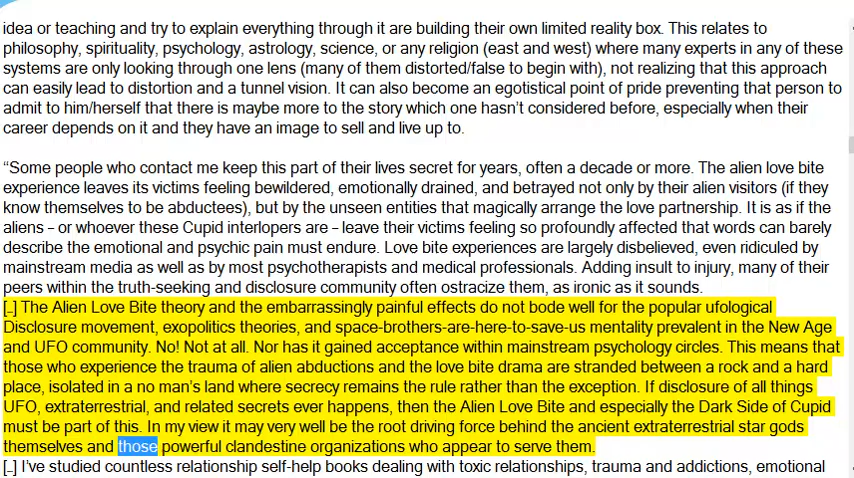 idea or teaching and try to explain everything through it are building their own limited reality box. This relates to
philosophy, spirituality, psychology, astrology, science, or any religion (east and west) where many experts in any of these
systems are only looking through one lens (many of them distorted/false to begin with), not realizing that this approach
can easily lead to distortion and a tunnel vision. It can also become an egotistical point of pride preventing that person to
admit to him/herself that there is maybe more to the story which one hasn’t considered before, especially when their
career depends on it and they have an image to sell and live up to.
“Some people who contact me keep this part of their lives secret for years, often a decade or more. The alien love bite
experience leaves its victims feeling bewildered, emotionally drained, and betrayed not only by their alien visitors (if they
know themselves to be abductees), but by the unseen entities that magically arrange the love partnership. It is as if the
aliens – or whoever these Cupid interlopers are – leave their victims feeling so profoundly affected that words can barely
describe the emotional and psychic pain must endure. Love bite experiences are largely disbelieved, even ridiculed by
mainstream media as well as by most psychotherapists and medical professionals. Adding insult to injury, many of their
peers within the truth-seeking and disclosure community often ostracize them, as ironic as it sounds.
[..] The Alien Love Bite theory and the embarrassingly painful effects do not bode well for the popular ufological
Disclosure movement, exopolitics theories, and space-brothers-are-here-to-save-us mentality prevalent in the New Age
and UFO community. No! Not at all. Nor has it gained acceptance within mainstream psychology circles. This means that
those who experience the trauma of alien abductions and the love bite drama are stranded between a rock and a hard
place, isolated in a no man’s land where secrecy remains the rule rather than the exception. If disclosure of all things
UFO, extraterrestrial, and related secrets ever happens, then the Alien Love Bite and especially the Dark Side of Cupid
must be part of this. In my view it may very well be the root driving force behind the ancient extraterrestrial star gods
themselves and those powerful clandestine organizations who appear to serve them.
[..] I’ve studied countless relationship self-help books dealing with toxic relationships, trauma and addictions, emotional